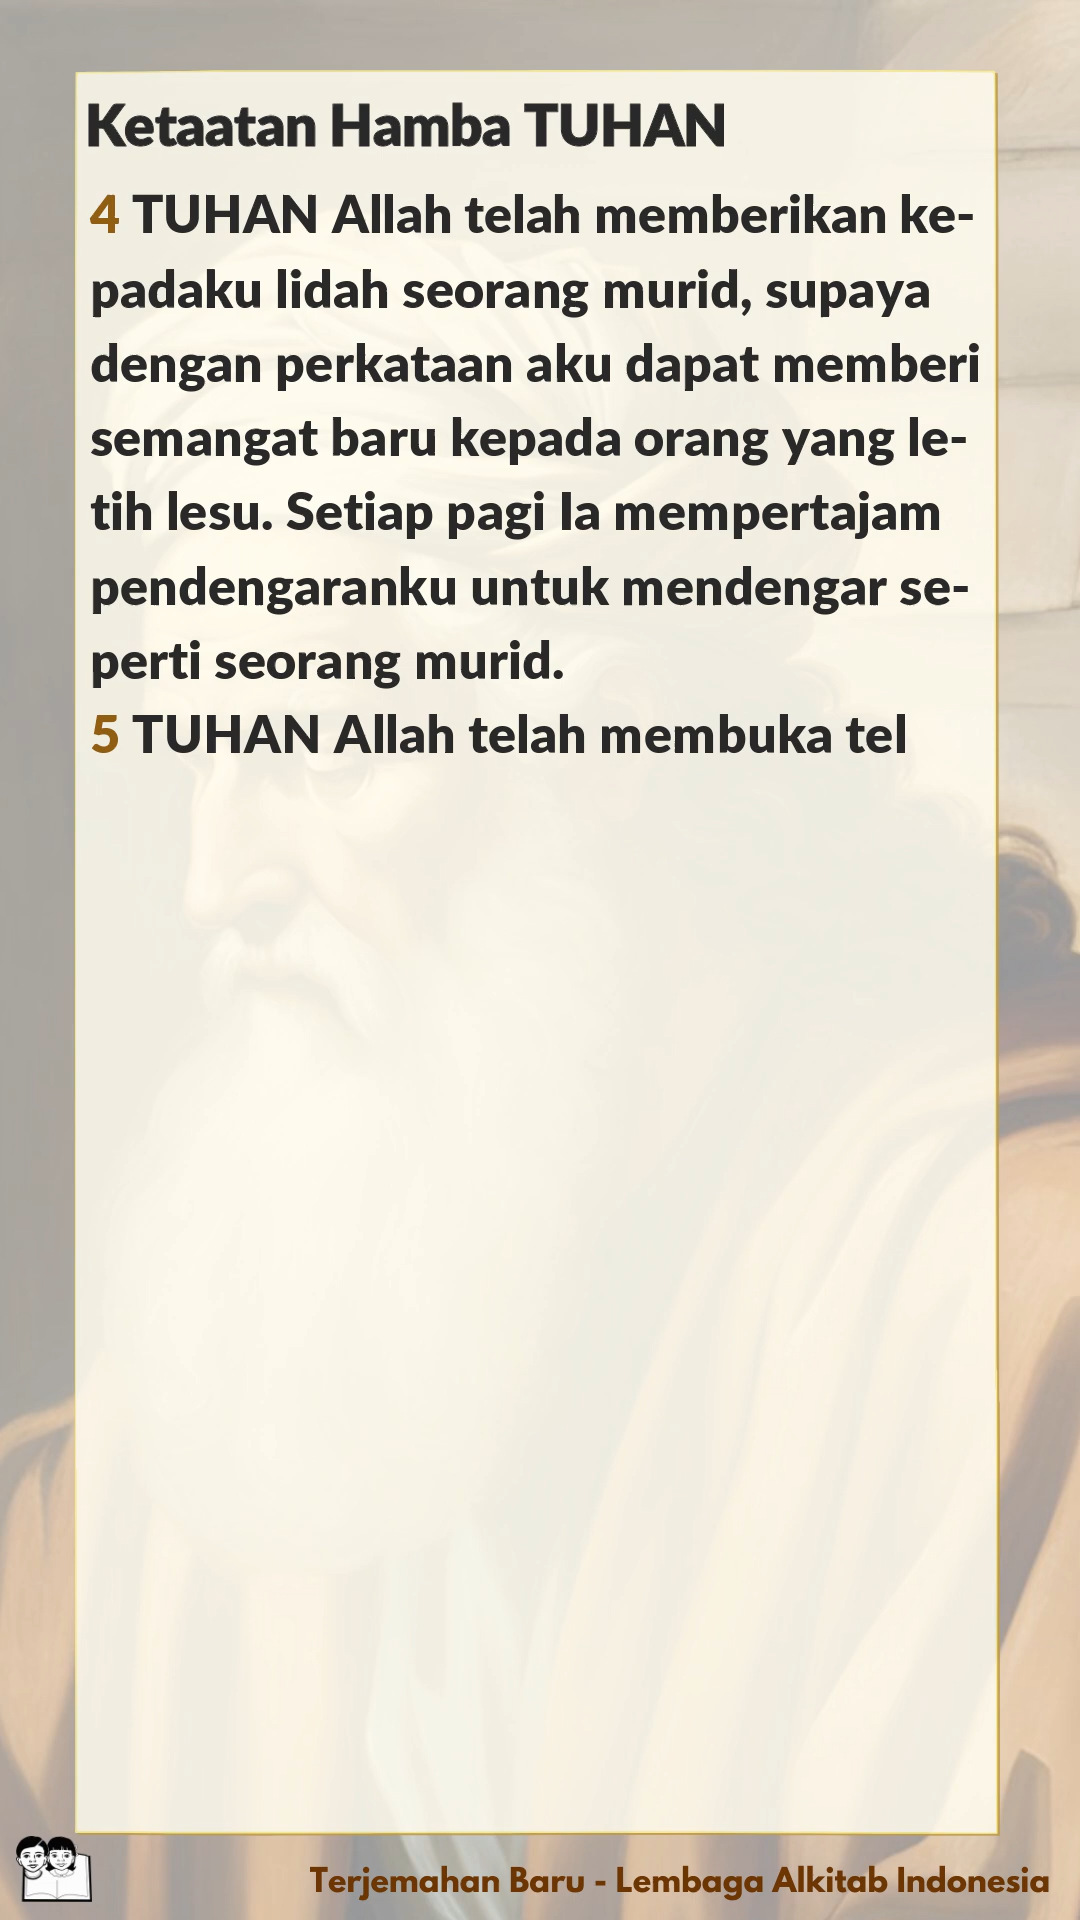 Ketaatan Hamba TUHAN
4 TUHAN Allah telah memberikan ke-
padaku lidah seorang murid, supaya
dengan perkataan aku dapat memberi
semangat baru kepada orang yang le-
tih lesu. Setiap pagi Ia mempertajam
pendengaranku untuk mendengar se-
perti seorang murid.
5 TUHAN Allah telah membuka tel
Terjemahan Baru - Lembaga Alkitab Indonesia